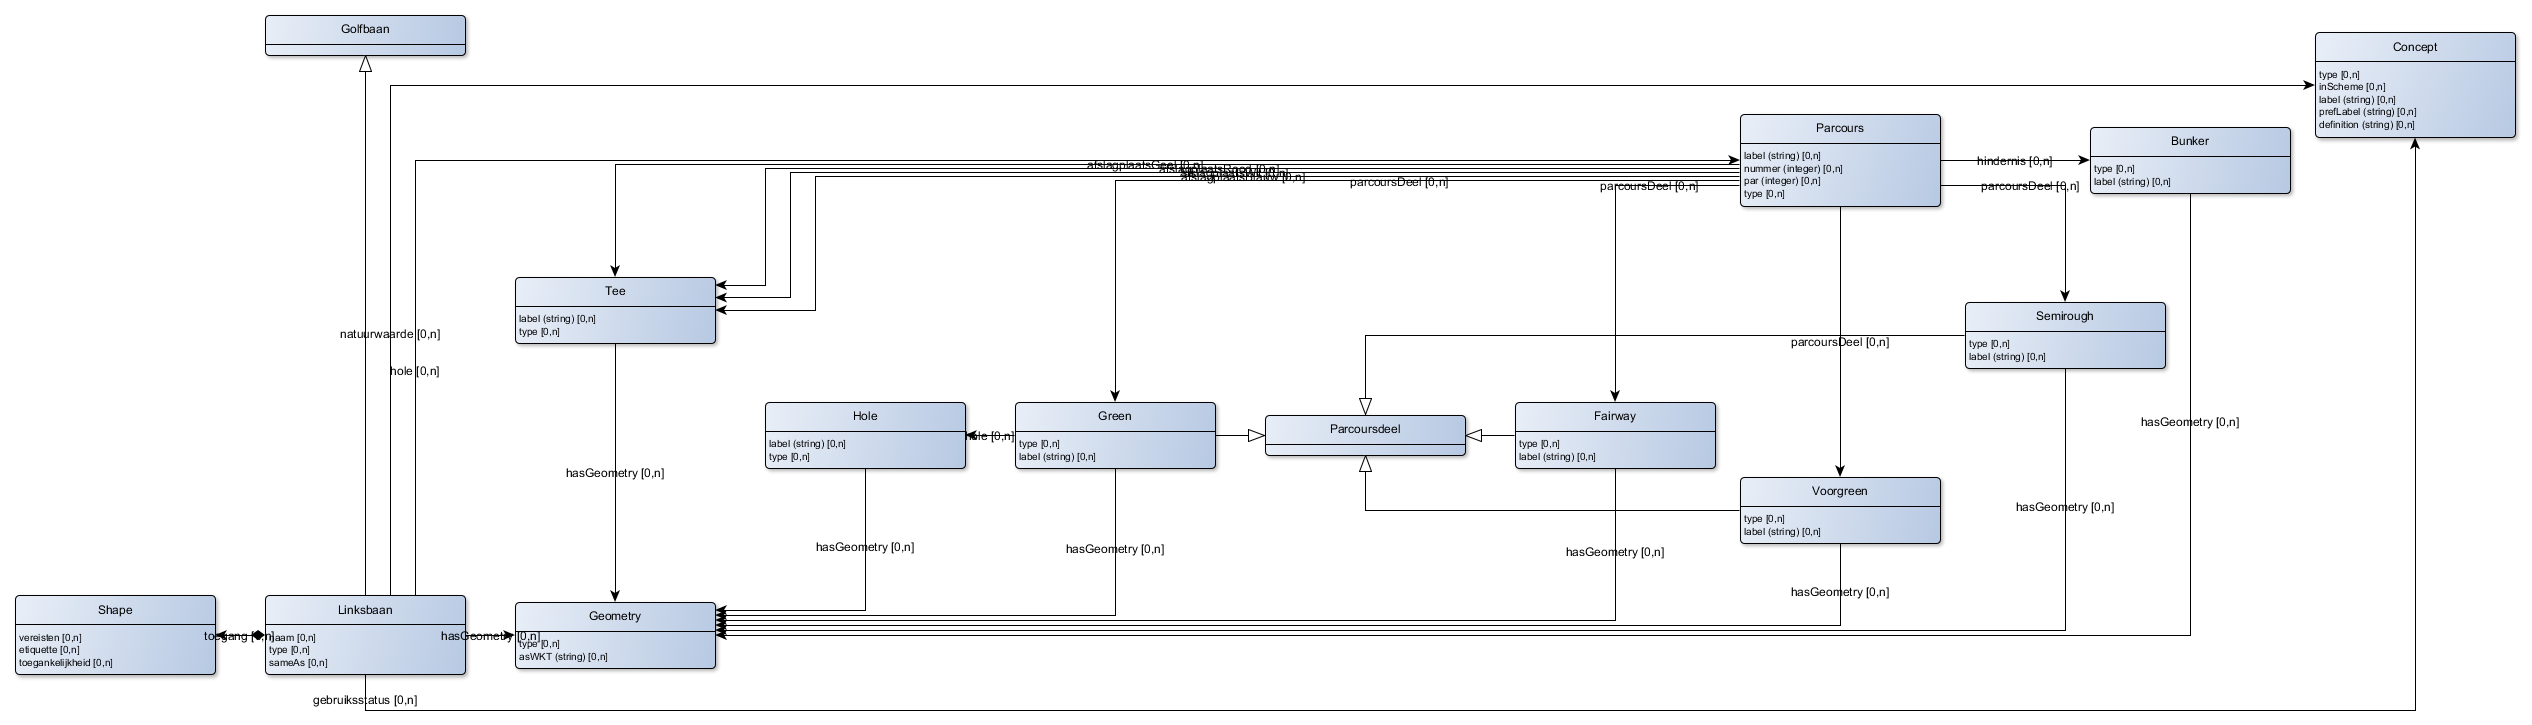 Golfbaan
Concept
type [0,n]
inScheme [0,n]
label (string) [0,n]
prefLabel (string) [0,n]
definition (string) [0,n]
Parcours
label (string) [0,n]
nummer (integer) [0,n]
par (integer) [0,n]
type [0,n]
Bunker
type [0,n]
label (string) [0,n]
hindernis [0,n]
afslagplaatsGeel [0,n]
afslagplaatsRood [0,n]
afslagplaatsBlauw [0,n]
parcoursDeel [0,n]
parcoursDeel [0,n]
parcoursDeel [0,n]
Tee
label (string) [0,n]
type [0,n]
Semirough
type [0,n]
label (string) [0,n]
natuurwaarde [0,n]
parcoursDeel [0,n]
hole [0,n]
Hole
label (string) [0,n]
type [0,n]
hole [0,n]
Green
type [0,n]
label (string) [0,n]
Parcoursdeel
Fairway
type [0,n]
label (string) [0,n]
hasGeometry [0,n]
hasGeometry [0,n]
Voorgreen
type [0,n]
label (string) [0,n]
hasGeometry [0,n]
hasGeometry [0,n]
hasGeometry [0,n]
hasGeometry [0,n]
hasGeometry [0,n]
Shape
vereisten [0,n]
etiquette [0,n]
toegankelijkheid [0,n]
toegang [0,n]
Linksbaan
naam [0,n]
type [0,n]
sameAs [0,n]
hasGeometry [0,n]
Geometry
type [0,n]
asWKT (string) [0,n]
gebruiksstatus [0,n]